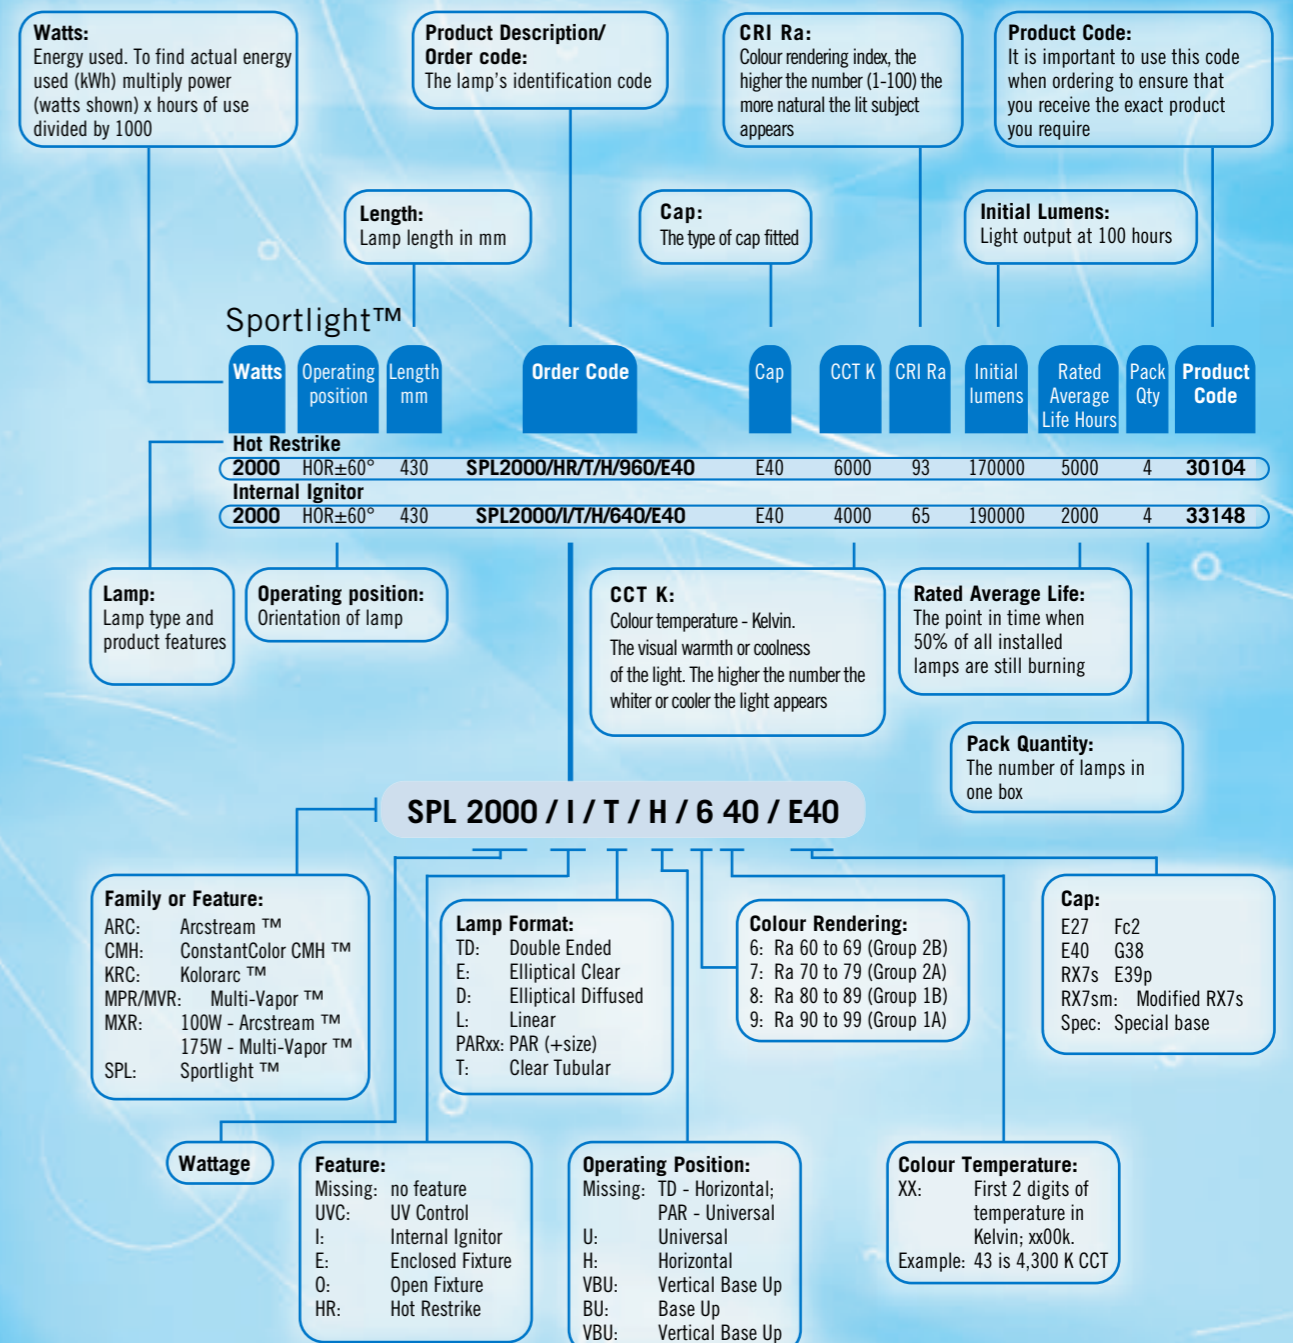 Watts:
Energy used. To find actual energy
used (kWh) multiply power
(watts shown) x hours of use
divided by 1000
Product Description/
Order code:
The lamp's identification code
CRI Ra:
Colour rendering index, the
higher the number (1-100) the
more natural the lit subject
appears
Product Code:
It is important to use this code
when ordering to ensure that
you receive the exact product
you require
Length:
Lamp length in mm
Cap:
The type of cap fitted
Initial Lumens:
Light output at 100 hours
Sportlight™
Watts Operating position Length mm Order Code Cap CCT K CRI Ra Initial lumens Rated Average Life Hours Pack Qty Product Code
Hot Restrike
2000 HOR±60° 430 SPL2000/HR/T/H/960/E40 E40 6000 93 170000 5000 4 30104
Internal Ignitor
2000 HOR±60° 430 SPL2000/I/T/H/640/E40 E40 4000 65 190000 2000 4 33148
Lamp:
Lamp type and
product features
Operating position:
Orientation of lamp
CCT K:
Colour temperature - Kelvin.
The visual warmth or coolness
of the light. The higher the number the
whiter or cooler the light appears
Rated Average Life:
The point in time when
50% of all installed
lamps are still burning
Pack Quantity:
The number of lamps in
one box
SPL 2000 / I / T / H / 6 40 / E40
Family or Feature:
ARC: Arcstream ™
CMH: ConstantColor CMH ™
KRC: Kolorarc ™
MPR/MVR: Multi-Vapor ™
MXR: 100W - Arcstream ™
175W - Multi-Vapor ™
SPL: Sportlight ™
Lamp Format:
TD: Double Ended
E: Elliptical Clear
D: Elliptical Diffused
L: Linear
PARxx: PAR (+size)
T: Clear Tubular
Colour Rendering:
6: Ra 60 to 69 (Group 2B)
7: Ra 70 to 79 (Group 2A)
8: Ra 80 to 89 (Group 1B)
9: Ra 90 to 99 (Group 1A)
Cap:
E27 Fc2
E40 G38
RX7s E39p
RX7sm: Modified RX7s
Spec: Special base
Wattage
Feature:
Missing: no feature
UVC: UV Control
I: Internal Ignitor
E: Enclosed Fixture
O: Open Fixture
HR: Hot Restrike
Operating Position:
Missing: TD - Horizontal;
PAR - Universal
U: Universal
H: Horizontal
VBU: Vertical Base Up
BU: Base Up
VBU: Vertical Base Up
Colour Temperature:
XX: First 2 digits of
temperature in
Kelvin; xx00k.
Example: 43 is 4,300 K CCT